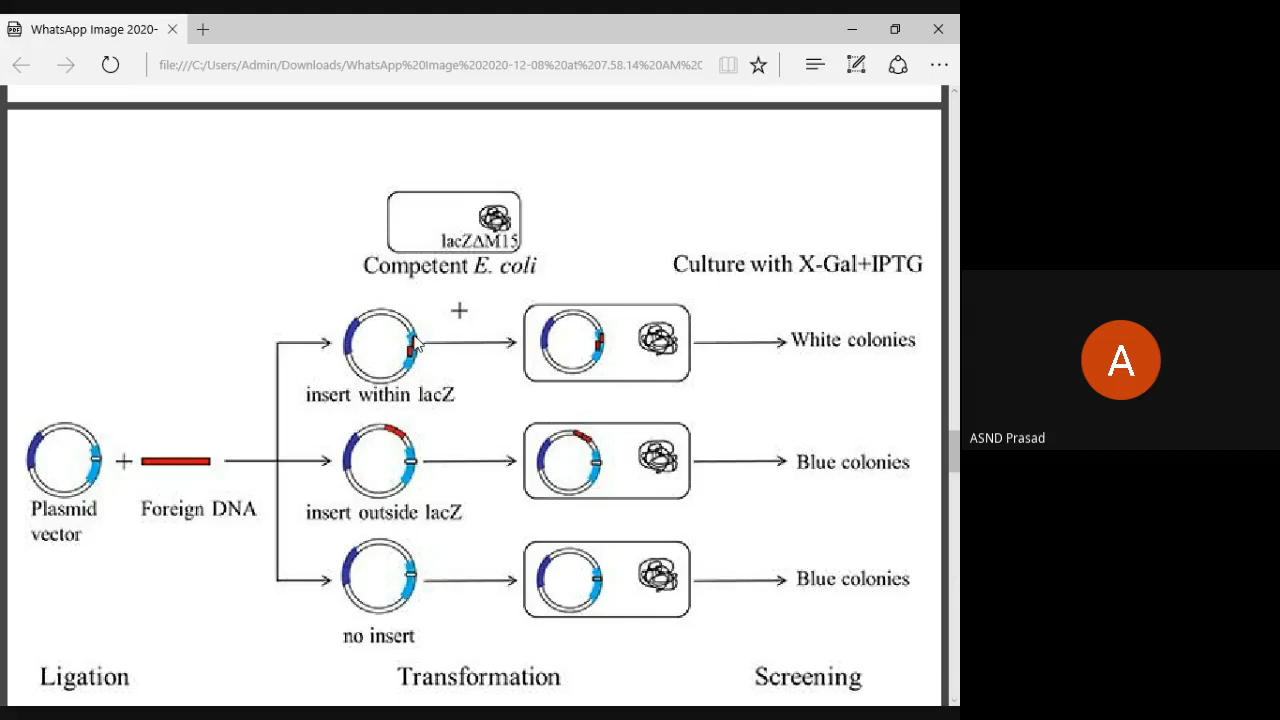 WhatsApp Image 2020-
file:///C:/Users/Admin/Downloads/WhatsApp%20Image%202020-12-08%20at%207.58.14%20AM%20
lacZΔM15
Competent E. coli
Culture with X-Gal+IPTG
+
White colonies
insert within lacZ
+
Blue colonies
Plasmid
vector
Foreign DNA
insert outside lacZ
Blue colonies
no insert
Ligation
Transformation
Screening
A
ASND Prasad